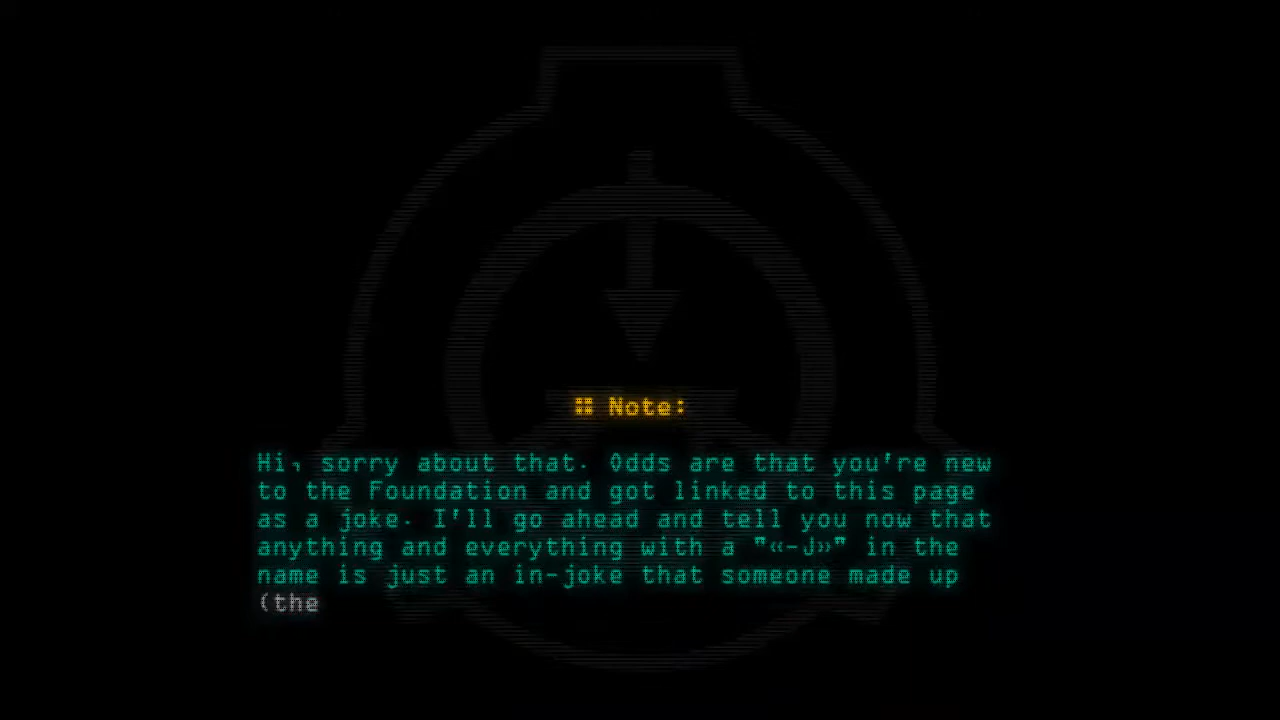 ⌗ Note:
Hi, sorry about that. Odds are that you're new
to the Foundation and got linked to this page
as a joke. I'll go ahead and tell you now that
anything and everything with a "«-J»" in the
name is just an in-joke that someone made up
(the